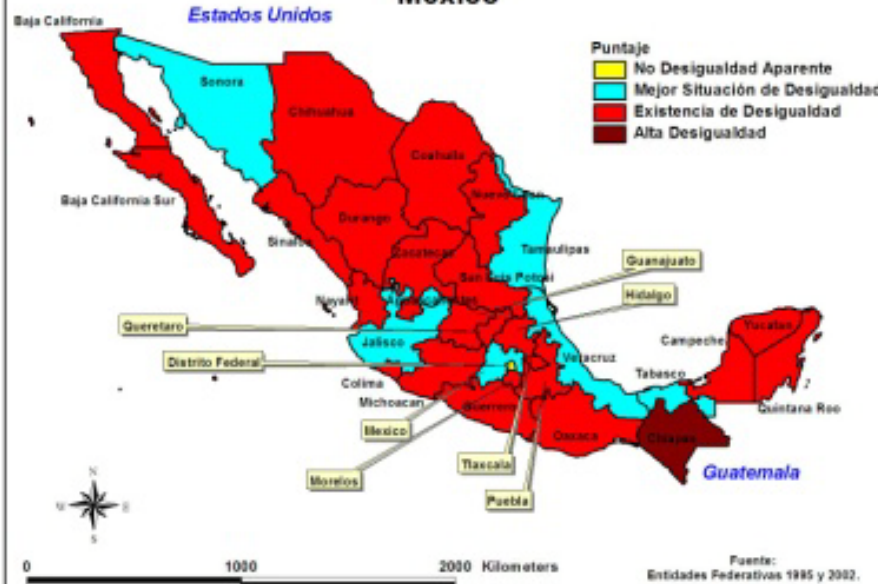 México
Estados Unidos
Baja California
Puntaje
No Desigualdad Aparente
Mejor Situación de Desigualdad
Existencia de Desigualdad
Alta Desigualdad
Sonora
Chihuahua
Coahuila
Baja California Sur
Durango
Sinaloa
Tamaulipas
San Luis Potosi
Guanajuato
Nayarit
Hidalgo
Queretaro
Jalisco
Yucatan
Campeche
Distrito Federal
Veracruz
Tabasco
Colima
Michoacan
Guerrero
Quintana Roo
Mexico
Oaxaca
Tlaxcala
Guatemala
Morelos
Puebla
N
W
E
S
0 1000 2000 Kilometers
Fuente:
Entidades Federativas 1995 y 2002.